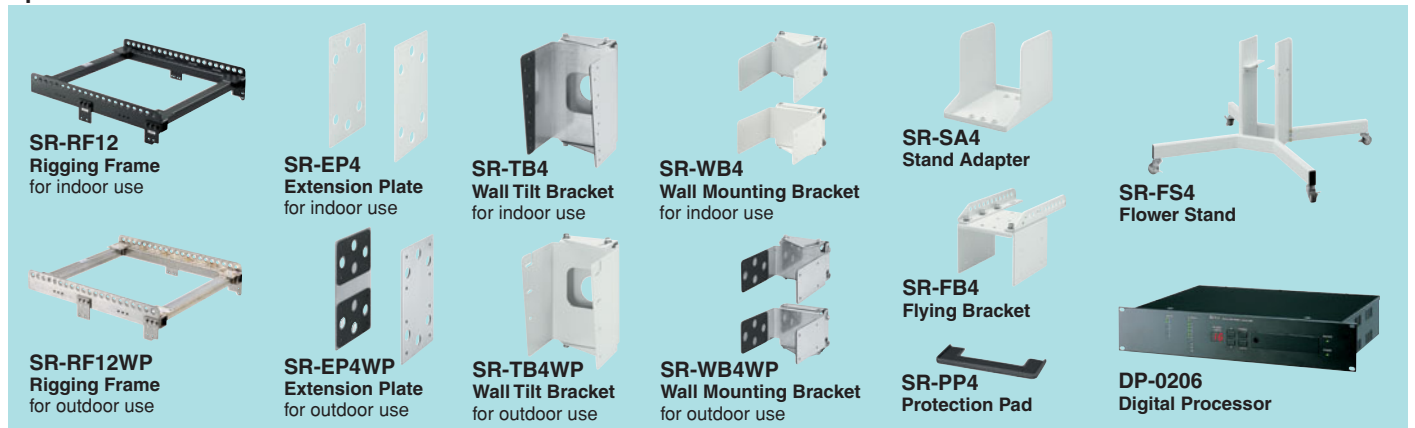 SR-RF12
Rigging Frame
for indoor use
SR-EP4
Extension Plate
for indoor use
SR-TB4
Wall Tilt Bracket
for indoor use
SR-WB4
Wall Mounting Bracket
for indoor use
SR-SA4
Stand Adapter
SR-FS4
Flower Stand
SR-RF12WP
Rigging Frame
for outdoor use
SR-EP4WP
Extension Plate
for outdoor use
SR-TB4WP
Wall Tilt Bracket
for outdoor use
SR-WB4WP
Wall Mounting Bracket
for outdoor use
SR-FB4
Flying Bracket
SR-PP4
Protection Pad
DP-0206
Digital Processor